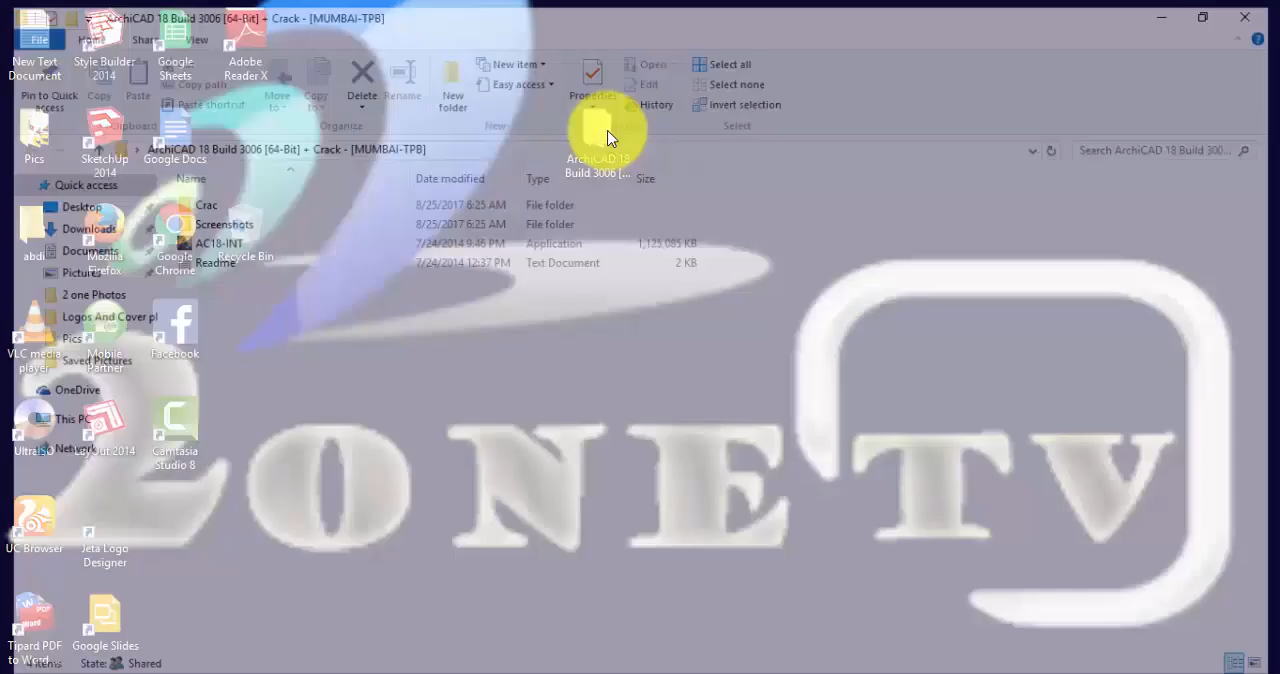 ArchiCAD 18 Build 3006 [64-Bit] + Crack - [MUMBAI-TPB]
File
Home
Share
View
New Text
Document
Style Builder
2014
Google
Sheets
Adobe
Reader X
Pin to Quick
access
Copy
Paste
Copy path
Paste shortcut
Clipboard
Move
to
Copy
to
Delete
Rename
Organize
New
folder
New item
Easy access
New
Properties
Open
Edit
History
Select all
Select none
Invert selection
Select
Pics
SketchUp
2014
Google Docs
ArchiCAD 18
Build 3006 [...
ArchiCAD 18 Build 3006 [64-Bit] + Crack - [MUMBAI-TPB]
Search ArchiCAD 18 Build 300...
Name
Date modified
Type
Size
Crac
8/25/2017 6:25 AM
File folder
Screenshots
8/25/2017 6:25 AM
File folder
AC18-INT
7/24/2014 9:46 PM
Application
1,125,085 KB
Readme
7/24/2014 12:37 PM
Text Document
2 KB
Quick access
Desktop
Downloads
Documents
Pictures
2 one Photos
Logos And Cover pl
Pics
Saved Pictures
OneDrive
This PC
Network
abdi
Mozilla
Firefox
Google
Chrome
Recycle Bin
VLC media
player
Mobile
Partner
Facebook
UltraISO
LayOut 2014
Camtasia
Studio 8
UC Browser
Jeta Logo
Designer
Tipard PDF
to Word
Google Slides
2ONE TV
4 items
State:
Shared